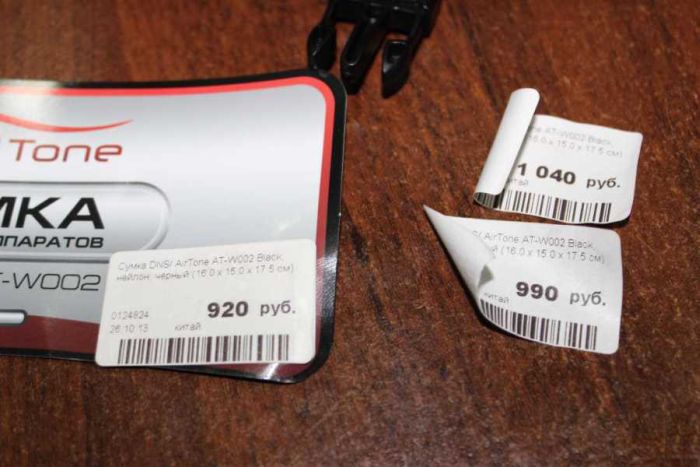 Tone
МКА
ППАРАТОВ
T-W002
Сумка DNS/ AirTone AT-W002 Black,
нейлон, черный (16.0 x 15.0 x 17.5 см)
0124824
920 руб.
26.10.13
китай
AT-W002 Black,
16.0 x 15.0 x 17.5 см)
1 040 руб.
китай
AirTone AT-W002 Black,
(16.0 x 15.0 x 17.5 см)
990 руб.
китай